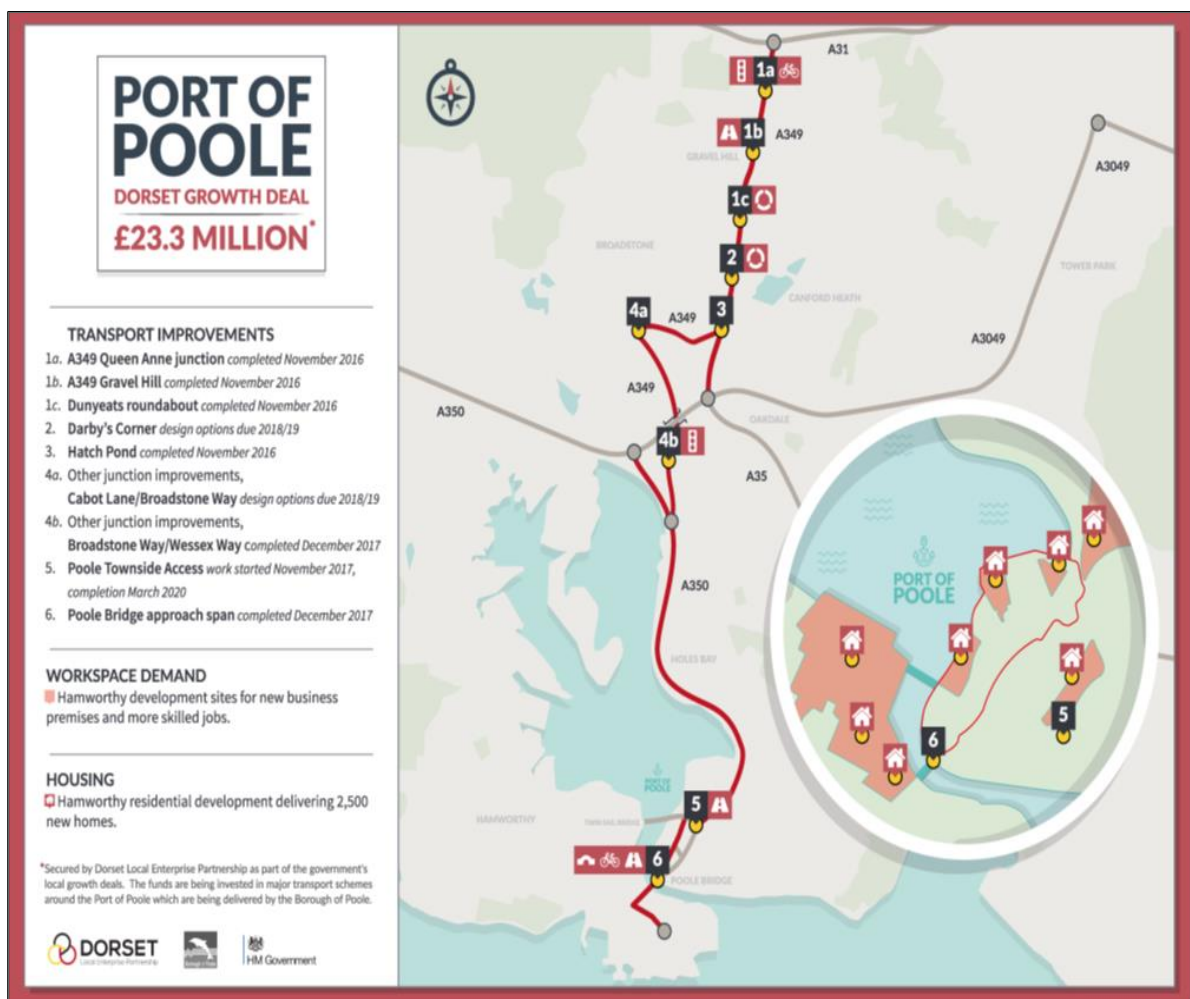 PORT OF
POOLE
DORSET GROWTH DEAL
£23.3 MILLION*
TRANSPORT IMPROVEMENTS
1a. A349 Queen Anne junction completed November 2016
1b. A349 Gravel Hill completed November 2016
1c. Dunyeats roundabout completed November 2016
2. Darby's Corner design options due 2018/19
3. Hatch Pond completed November 2016
4a. Other junction improvements,
Cabot Lane/Broadstone Way design options due 2018/19
4b. Other junction improvements,
Broadstone Way/Wessex Way completed December 2017
5. Poole Townside Access work started November 2017,
completion March 2020
6. Poole Bridge approach span completed December 2017
WORKSPACE DEMAND
Hamworthy development sites for new business
premises and more skilled jobs.
HOUSING
Hamworthy residential development delivering 2,500
new homes.
*Secured by Dorset Local Enterprise Partnership as part of the government's
local growth deals. The funds are being invested in major transport schemes
around the Port of Poole which are being delivered by the Borough of Poole.
DORSET
Local Enterprise Partnership
HM Government
A31
1a
1b
A349
GRAVEL HILL
A3049
1c
BROADSTONE
2
TOWER PARK
CANFORD HEATH
4a
A349
3
A3049
A349
A350
OAKDALE
4b
A35
A350
HOLES BAY
PORT OF
POOLE
5
HAMWORTHY
TWIN SAIL BRIDGE
6
POOLE BRIDGE
PORT OF
POOLE
5
6